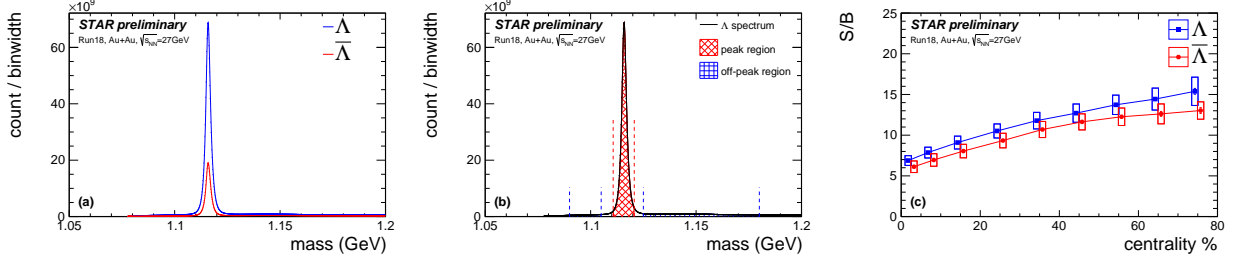 ×10⁹
STAR preliminary
Run18, Au+Au, √sNN=27GeV
Λ
Λ̅
count / binwidth
60
40
20
0
(a)
1.05
1.1
1.15
1.2
mass (GeV)
×10⁹
STAR preliminary
Run18, Au+Au, √sNN=27GeV
Λ spectrum
peak region
off-peak region
count / binwidth
60
40
20
0
(b)
1.05
1.1
1.15
1.2
mass (GeV)
S/B
25
20
15
10
5
0
STAR preliminary
Run18, Au+Au, √sNN=27GeV
Λ
Λ̅
(c)
0
20
40
60
80
centrality %